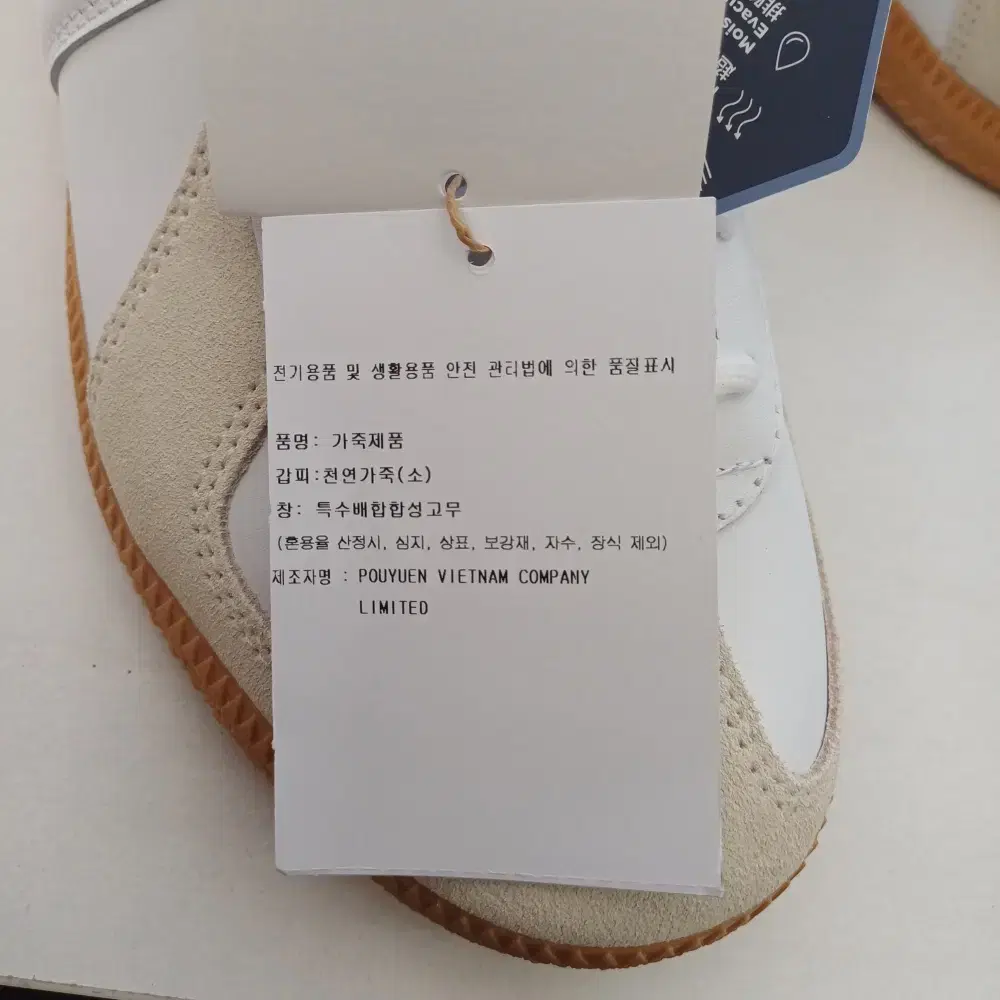 전기용품 및 생활용품 안전 관리법에 의한 품질표시
품명: 가죽제품
갑피:천연가죽(소)
창: 특수배합합성고무
(혼용율 산정시, 심지, 상표, 보강재, 자수, 장식 제외)
제조자명 : POUYUEN VIETNAM COMPANY
LIMITED